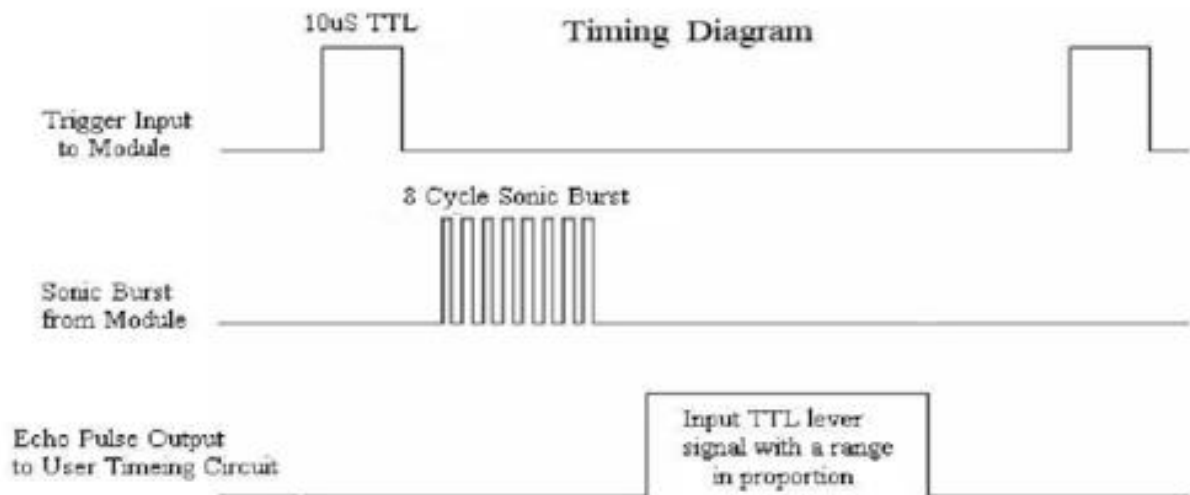 10uS TTL
Timing Diagram
Trigger Input
to Module
8 Cycle Sonic Burst
Sonic Burst
from Module
Echo Pulse Output
to User Timeing Circuit
Input TTL lever
signal with a range
in proportion